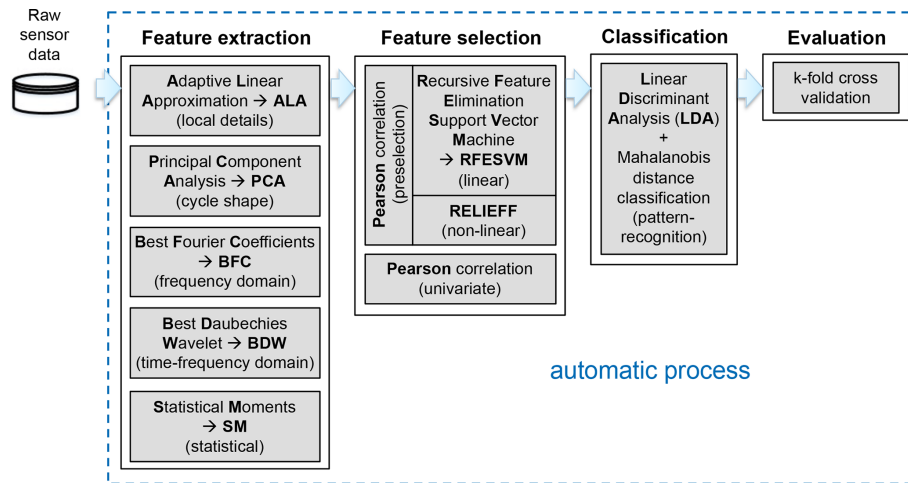 Raw
sensor
data
Feature extraction
Adaptive Linear
Approximation → ALA
(local details)
Principal Component
Analysis → PCA
(cycle shape)
Best Fourier Coefficients
→ BFC
(frequency domain)
Best Daubechies
Wavelet → BDW
(time-frequency domain)
Statistical Moments
→ SM
(statistical)
Feature selection
Pearson correlation
(preselection)
Recursive Feature
Elimination
Support Vector
Machine
→ RFESVM
(linear)
RELIEFF
(non-linear)
Pearson correlation
(univariate)
Classification
Linear
Discriminant
Analysis (LDA)
+
Mahalanobis
distance
classification
(pattern-
recognition)
Evaluation
k-fold cross
validation
automatic process